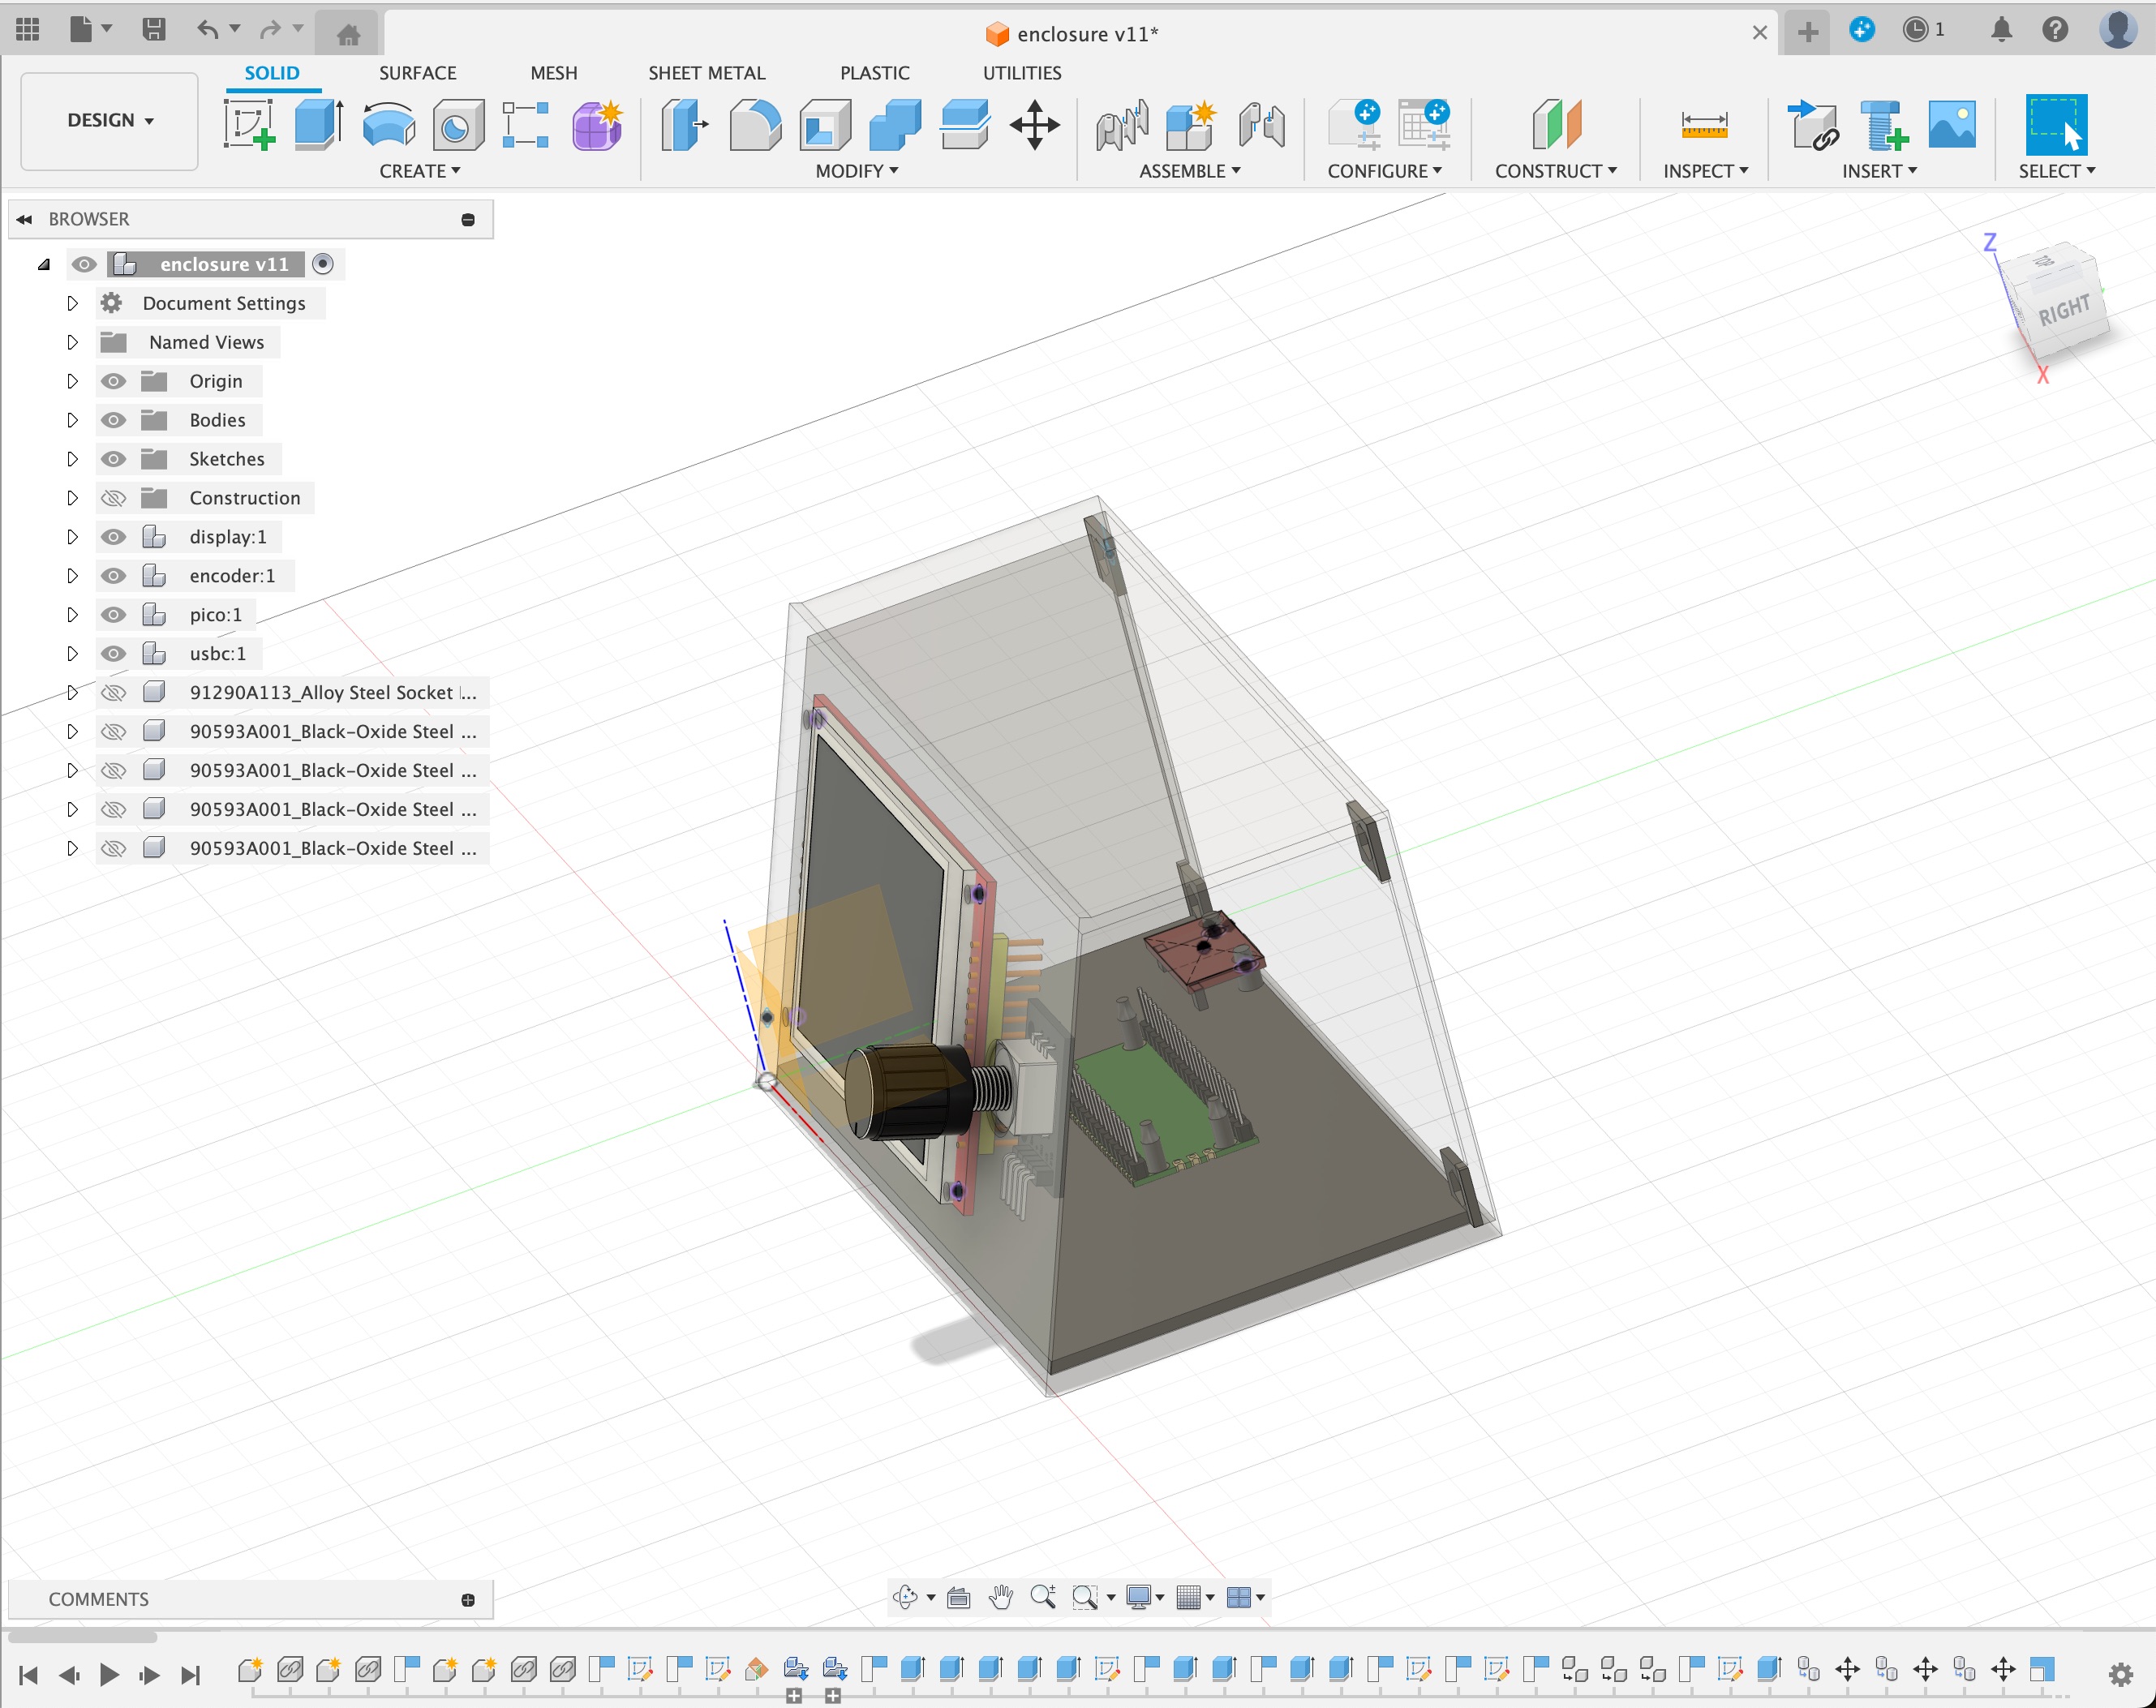 enclosure v11*
1
DESIGN
SOLID
SURFACE
MESH
SHEET METAL
PLASTIC
UTILITIES
CREATE
MODIFY
ASSEMBLE
CONFIGURE
CONSTRUCT
INSPECT
INSERT
SELECT
BROWSER
enclosure v11
Document Settings
Named Views
Origin
Bodies
Sketches
Construction
display:1
encoder:1
pico:1
usbc:1
91290A113_Alloy Steel Socket ...
90593A001_Black-Oxide Steel ...
90593A001_Black-Oxide Steel ...
90593A001_Black-Oxide Steel ...
90593A001_Black-Oxide Steel ...
Z
TOP
RIGHT
X
COMMENTS